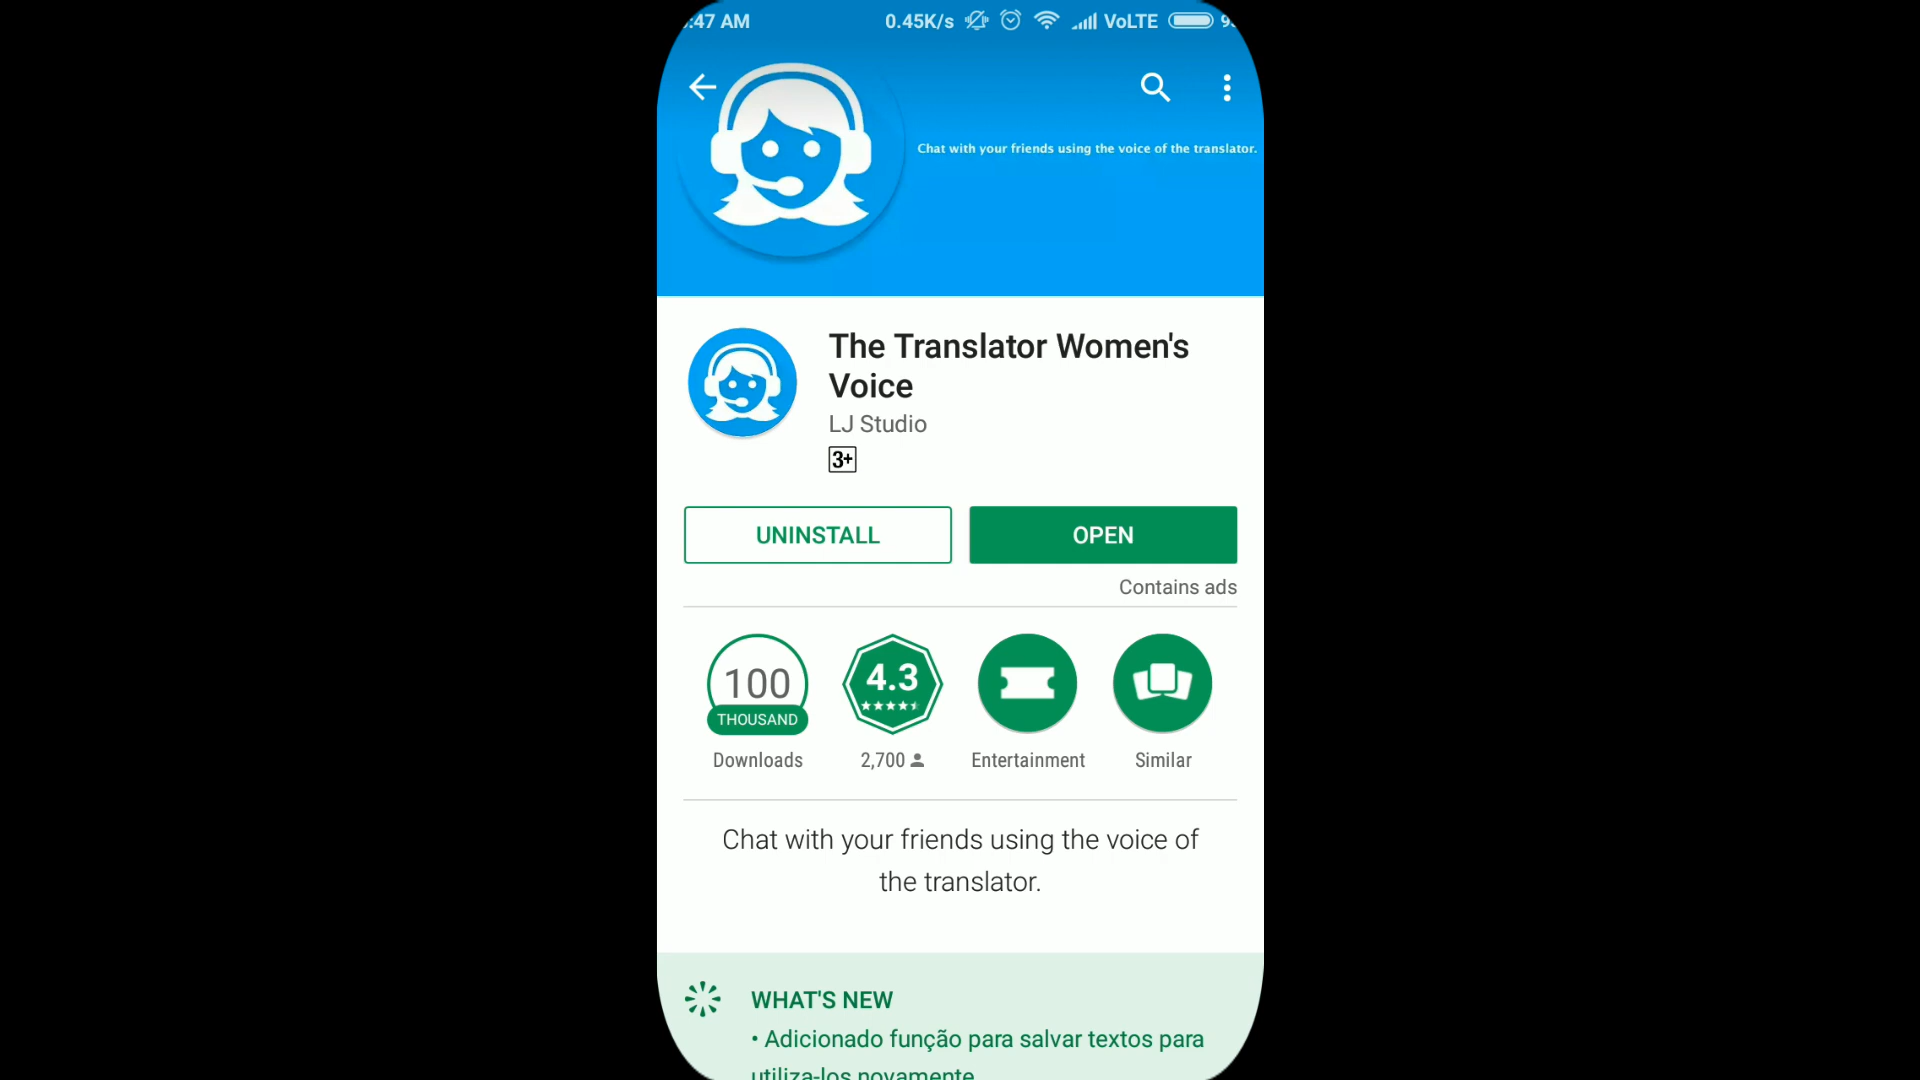 :47 AM 0.45K/s VoLTE
Chat with your friends using the voice of the translator.
The Translator Women's
Voice
LJ Studio
3+
UNINSTALL OPEN
Contains ads
100 4.3
THOUSAND
Downloads 2,700 Entertainment Similar
Chat with your friends using the voice of
the translator.
WHAT'S NEW
• Adicionado função para salvar textos para
utiliza-los novamente